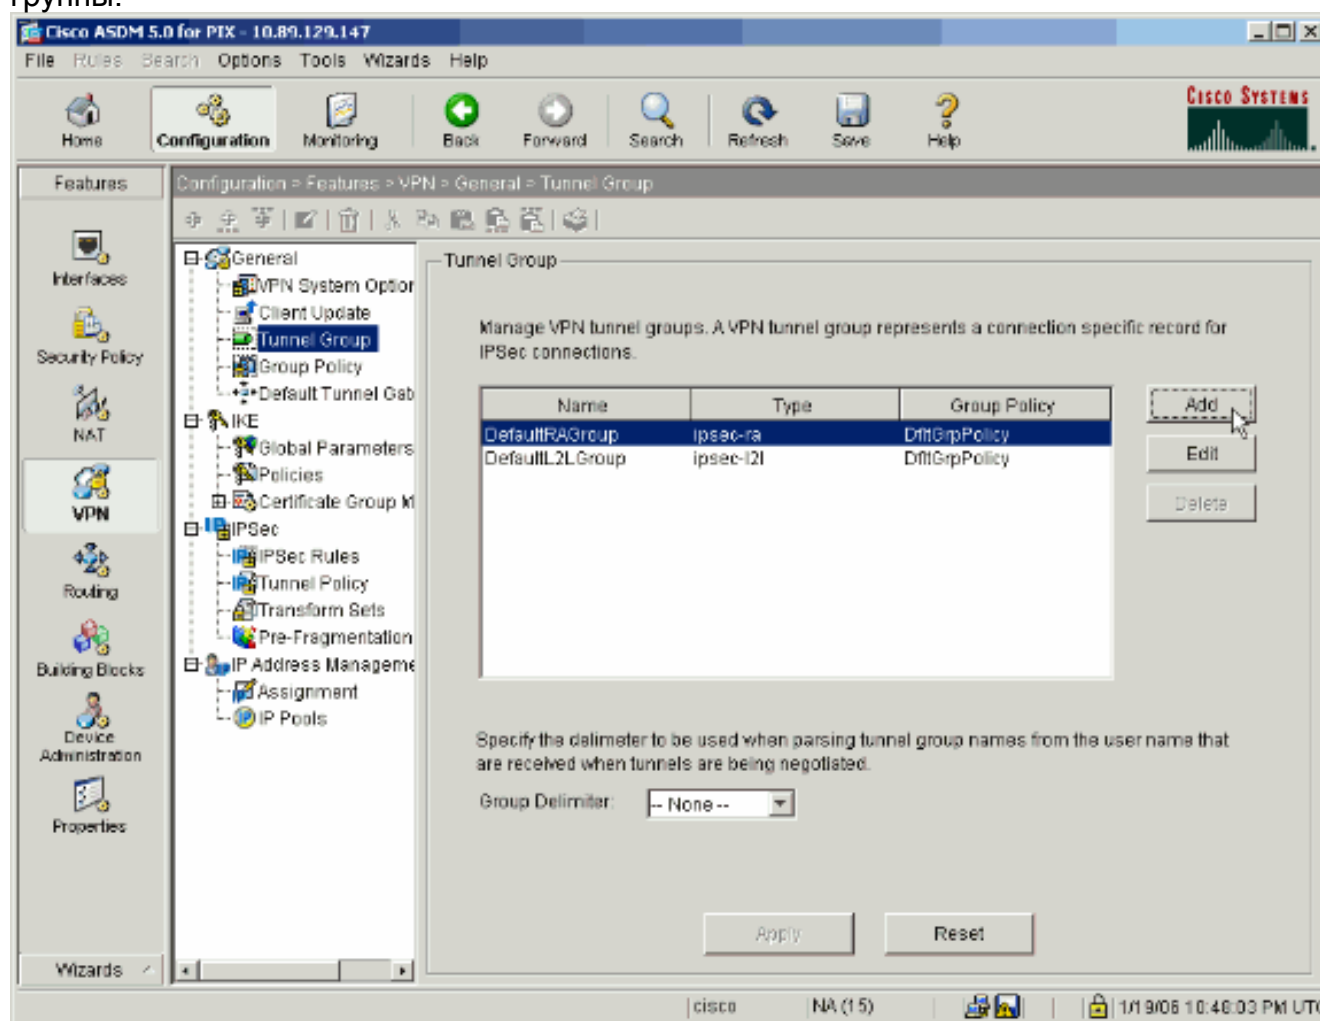 группы.
Cisco ASDM 5.0 for PIX - 10.89.129.147
File Rules Search Options Tools Wizards Help
Home Configuration Monitoring Back Forward Search Refresh Save Help
CISCO SYSTEMS
Features
Configuration > Features > VPN > General > Tunnel Group
Interfaces
Security Policy
NAT
VPN
Routing
Building Blocks
Device
Administration
Properties
Wizards
General
VPN System Option
Client Update
Tunnel Group
Group Policy
Default Tunnel Gat
IKE
Global Parameters
Policies
Certificate Group M
IPSec
IPSec Rules
Tunnel Policy
Transform Sets
Pre-Fragmentation
IP Address Manageme
Assignment
IP Pools
Tunnel Group
Manage VPN tunnel groups. A VPN tunnel group represents a connection specific record for
IPSec connections.
Name Type Group Policy
DefaultRAGroup ipsec-ra DfltGrpPolicy
DefaultL2LGroup ipsec-l2l DfltGrpPolicy
Add
Edit
Delete
Specify the delimeter to be used when parsing tunnel group names from the user name that
are received when tunnels are being negotiated.
Group Delimiter: -- None --
Apply Reset
cisco NA (15) 1/19/06 10:48:03 PM UTC